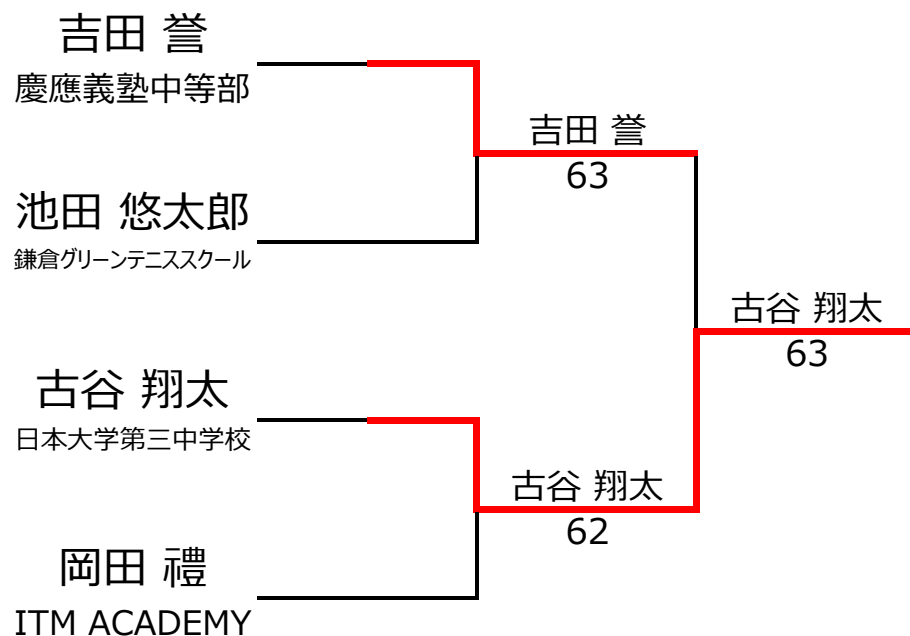 吉田 誉
慶應義塾中等部
吉田 誉
63
池田 悠太郎
鎌倉グリーンテニススクール
古谷 翔太
63
古谷 翔太
日本大学第三中学校
古谷 翔太
62
岡田 禮
ITM ACADEMY